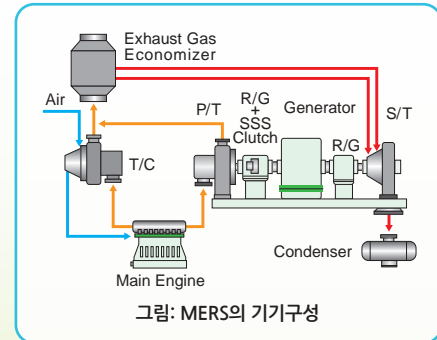 Exhaust Gas
Economizer
Air
P/T
R/G
+
SSS
Clutch
Generator
S/T
R/G
T/C
Main Engine
Condenser
그림: MERS의 기기구성